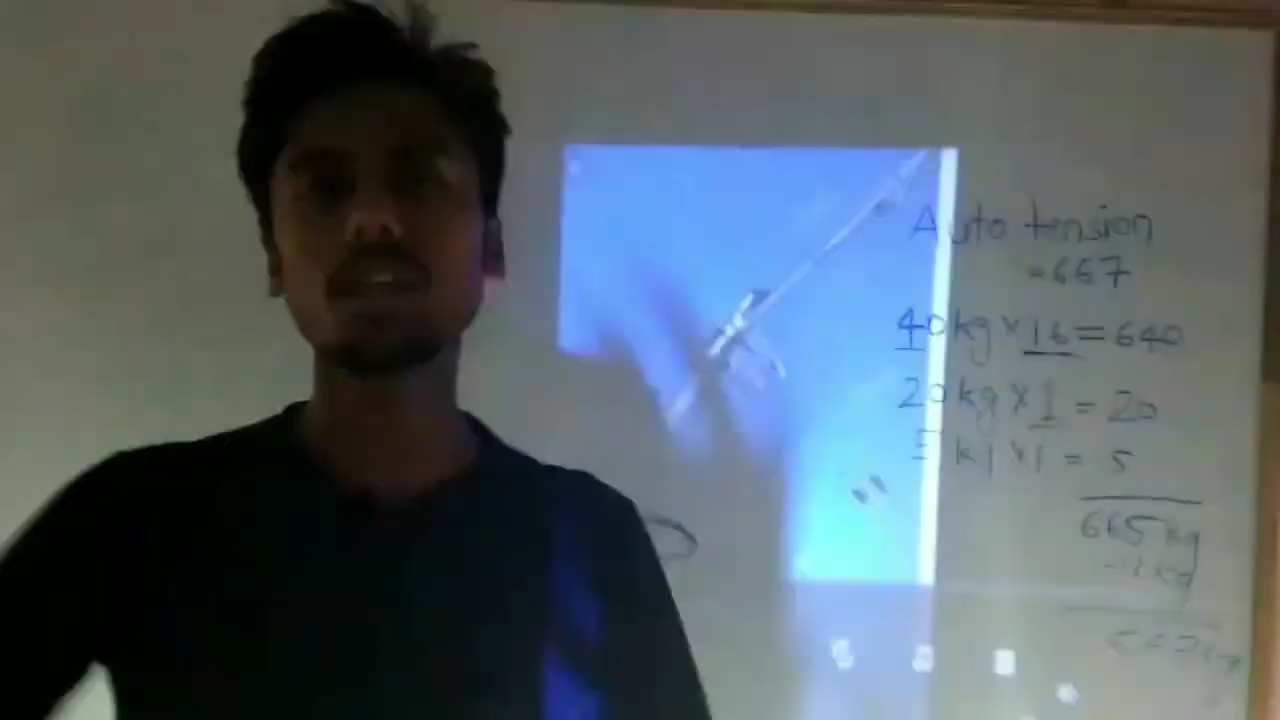 Auto tension
=667
40kg × 16 = 640
20kg × 1 = 20
5 kg × 1 = 5
665 kg